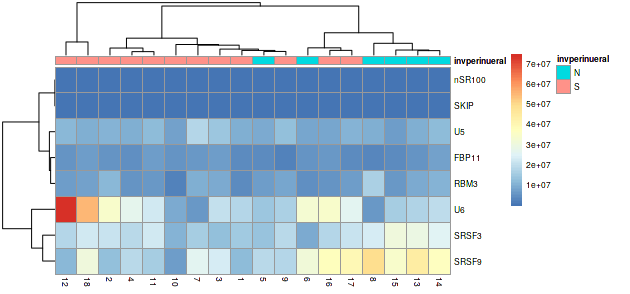 invperinueral
nSR100
SKIP
U5
FBP11
RBM3
U6
SRSF3
SRSF9
12 18 2 4 11 10 7 3 1 5 9 6 16 17 8 15 13 14
7e+07
6e+07
5e+07
4e+07
3e+07
2e+07
1e+07
invperinueral
N
S